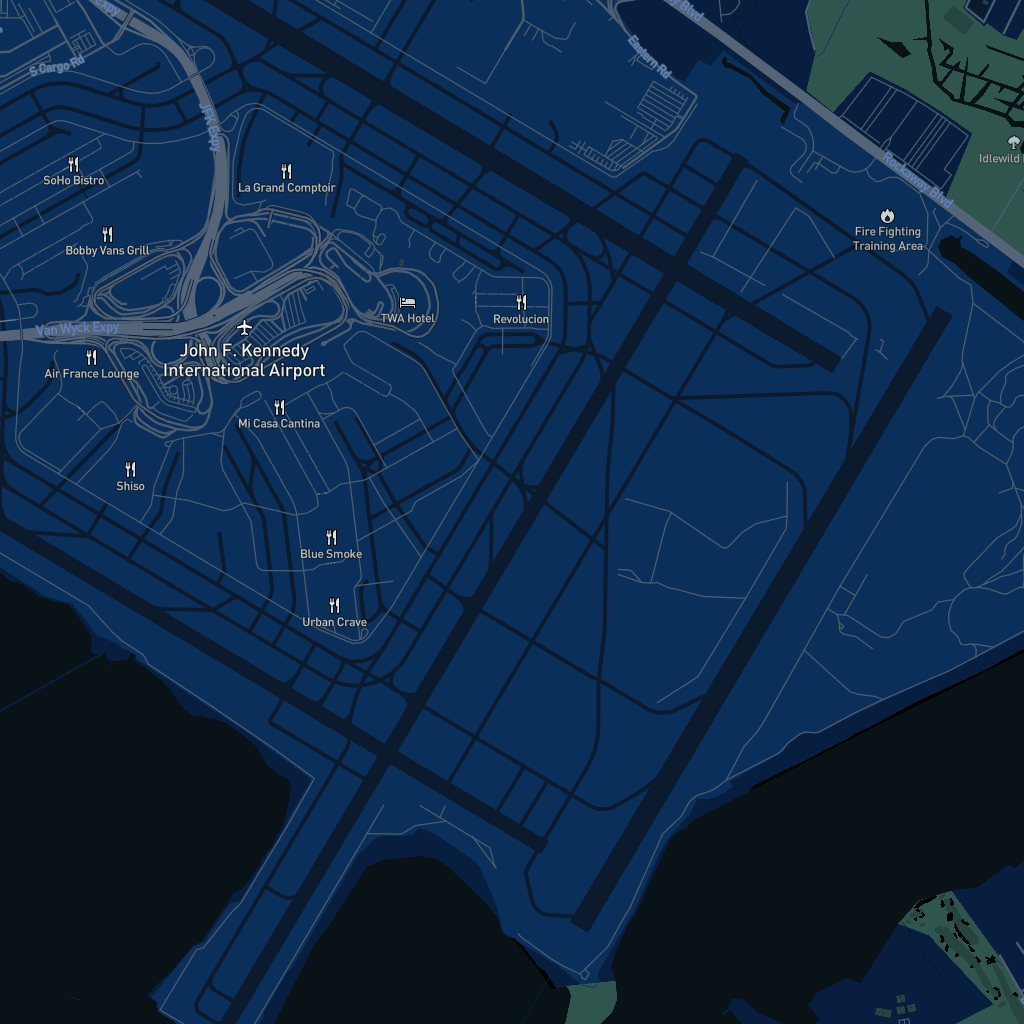 Expy
y Blvd
Eastern Rd
S Cargo Rd
JFK Expy
Rockaway Blvd
Idlewild
SoHo Bistro
La Grand Comptoir
Bobby Vans Grill
Fire Fighting
Training Area
TWA Hotel
Revolucion
Van Wyck Expy
John F. Kennedy
International Airport
Air France Lounge
Mi Casa Cantina
Shiso
Blue Smoke
Urban Crave